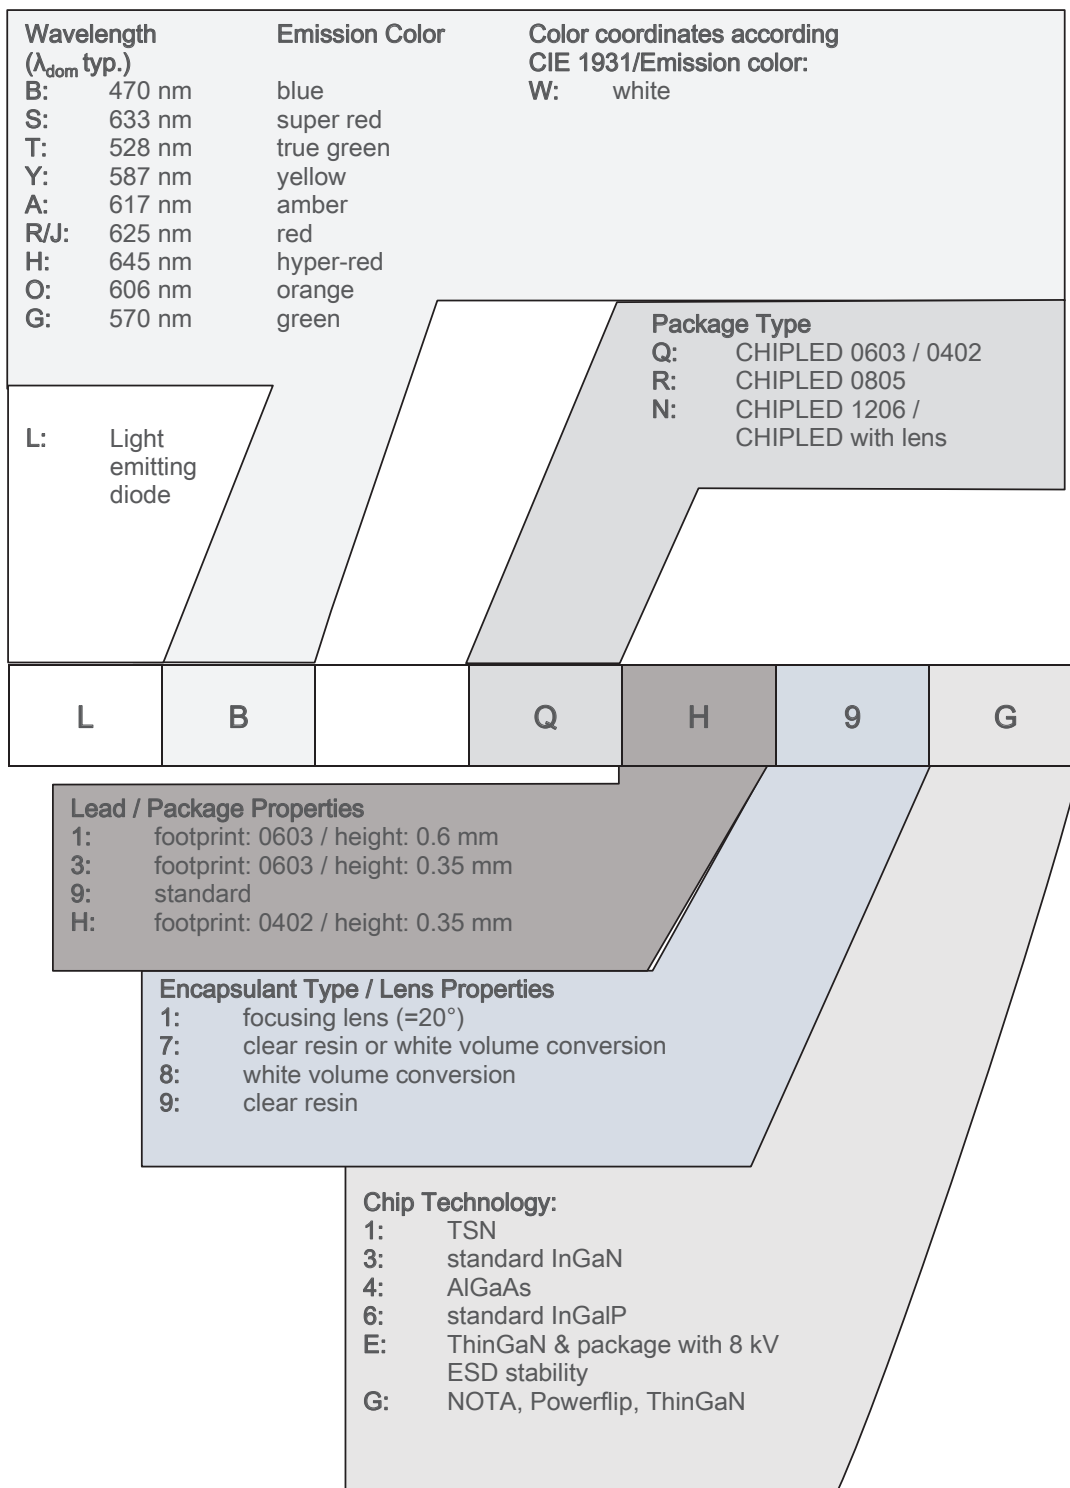 Wavelength Emission Color Color coordinates according
(λdom typ.) CIE 1931/Emission color:
B: 470 nm blue W: white
S: 633 nm super red
T: 528 nm true green
Y: 587 nm yellow
A: 617 nm amber
R/J: 625 nm red
H: 645 nm hyper-red
O: 606 nm orange
G: 570 nm green
Package Type
Q: CHIPLED 0603 / 0402
R: CHIPLED 0805
N: CHIPLED 1206 /
CHIPLED with lens
L: Light
emitting
diode
L B Q H 9 G
Lead / Package Properties
1: footprint: 0603 / height: 0.6 mm
3: footprint: 0603 / height: 0.35 mm
9: standard
H: footprint: 0402 / height: 0.35 mm
Encapsulant Type / Lens Properties
1: focusing lens (=20°)
7: clear resin or white volume conversion
8: white volume conversion
9: clear resin
Chip Technology:
1: TSN
3: standard InGaN
4: AlGaAs
6: standard InGalP
E: ThinGaN & package with 8 kV
ESD stability
G: NOTA, Powerflip, ThinGaN